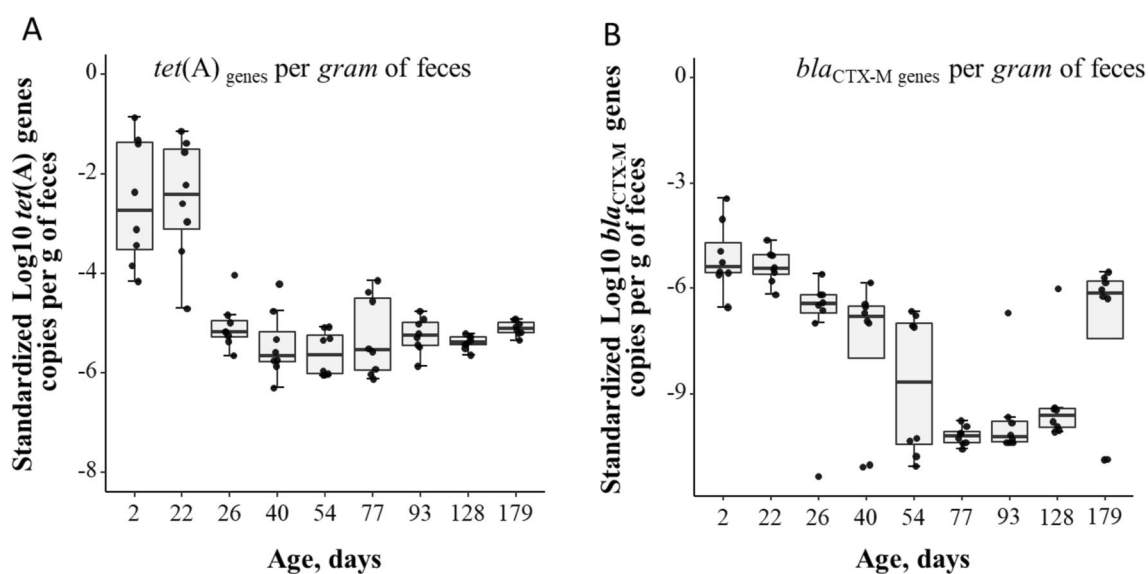 A
tet(A) genes per gram of feces
Standardized Log10 tet(A) genes
copies per g of feces
0
-2
-4
-6
-8
2 22 26 40 54 77 93 128 179
Age, days
B
blaCTX-M genes per gram of feces
Standardized Log10 blaCTX-M genes
copies per g of feces
0
-3
-6
-9
2 22 26 40 54 77 93 128 179
Age, days